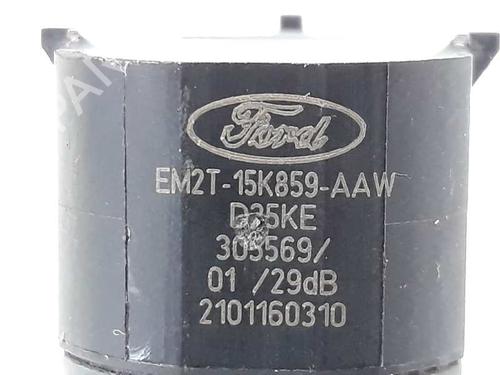 Ford
EM2T-15K859-AAW
D35KE
305569/
01 /29dB
2101160310